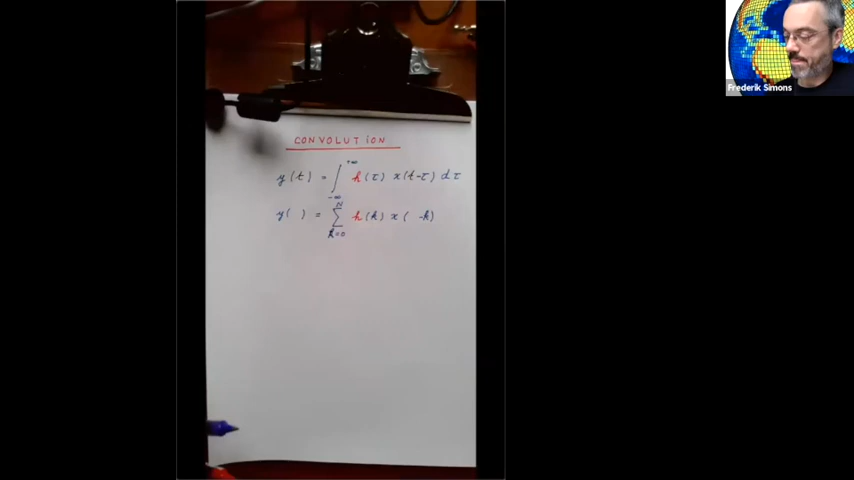 CONVOLUTION
y(t) = ∫_{-∞}^{+∞} h(τ) x(t-τ) dτ
y( ) = Σ_{k=0}^{N} h(k) x( -k)
Frederik Simons